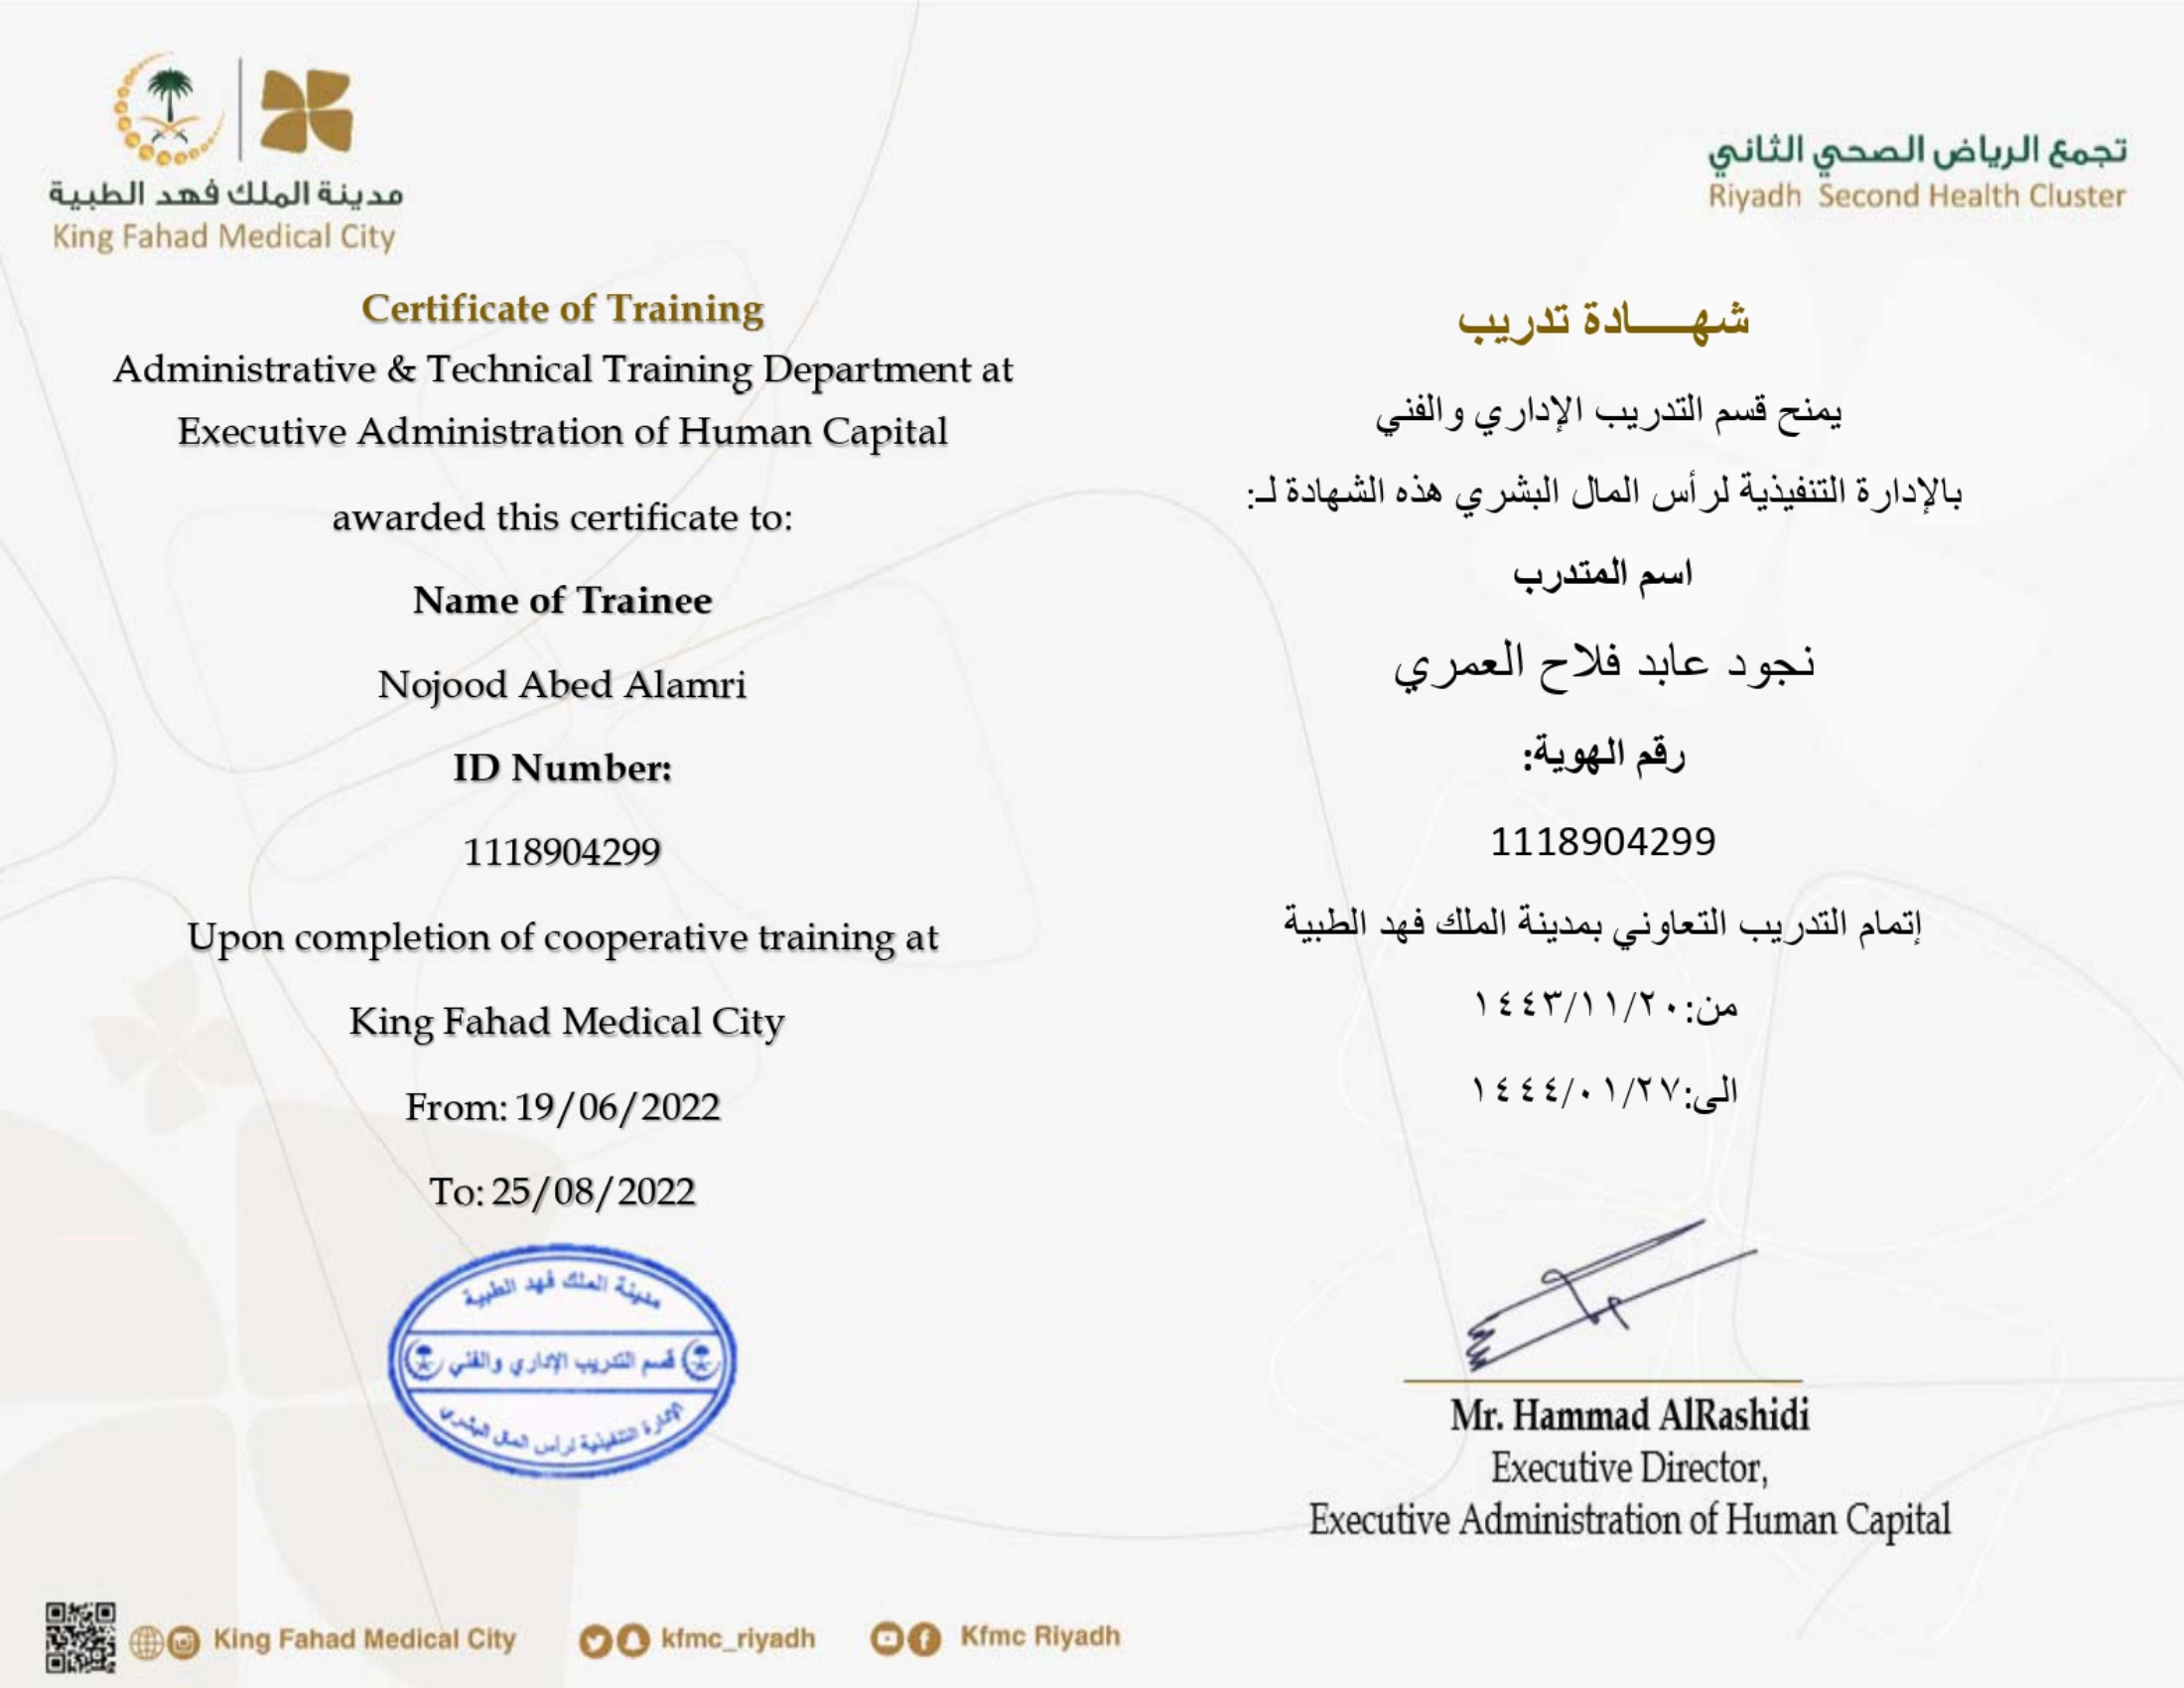 مدينة الملك فهد الطبية
King Fahad Medical City
تجمع الرياض الصحي الثاني
Riyadh Second Health Cluster
Certificate of Training
Administrative & Technical Training Department at
Executive Administration of Human Capital
awarded this certificate to:
Name of Trainee
Nojood Abed Alamri
ID Number:
1118904299
Upon completion of cooperative training at
King Fahad Medical City
From: 19/06/2022
To: 25/08/2022
شهـــــادة تدريب
يمنح قسم التدريب الإداري والفني
بالإدارة التنفيذية لرأس المال البشري هذه الشهادة لـ:
اسم المتدرب
نجود عابد فلاح العمري
رقم الهوية:
1118904299
إتمام التدريب التعاوني بمدينة الملك فهد الطبية
من:١٤٤٣/١١/٢٠
الى:١٤٤٤/٠١/٢٧
مدينة الملك فهد الطبية
قسم التدريب الإداري والفني
الإدارة التنفيذية لرأس المال البشري
Mr. Hammad AlRashidi
Executive Director,
Executive Administration of Human Capital
King Fahad Medical City
kfmc_riyadh
Kfmc Riyadh